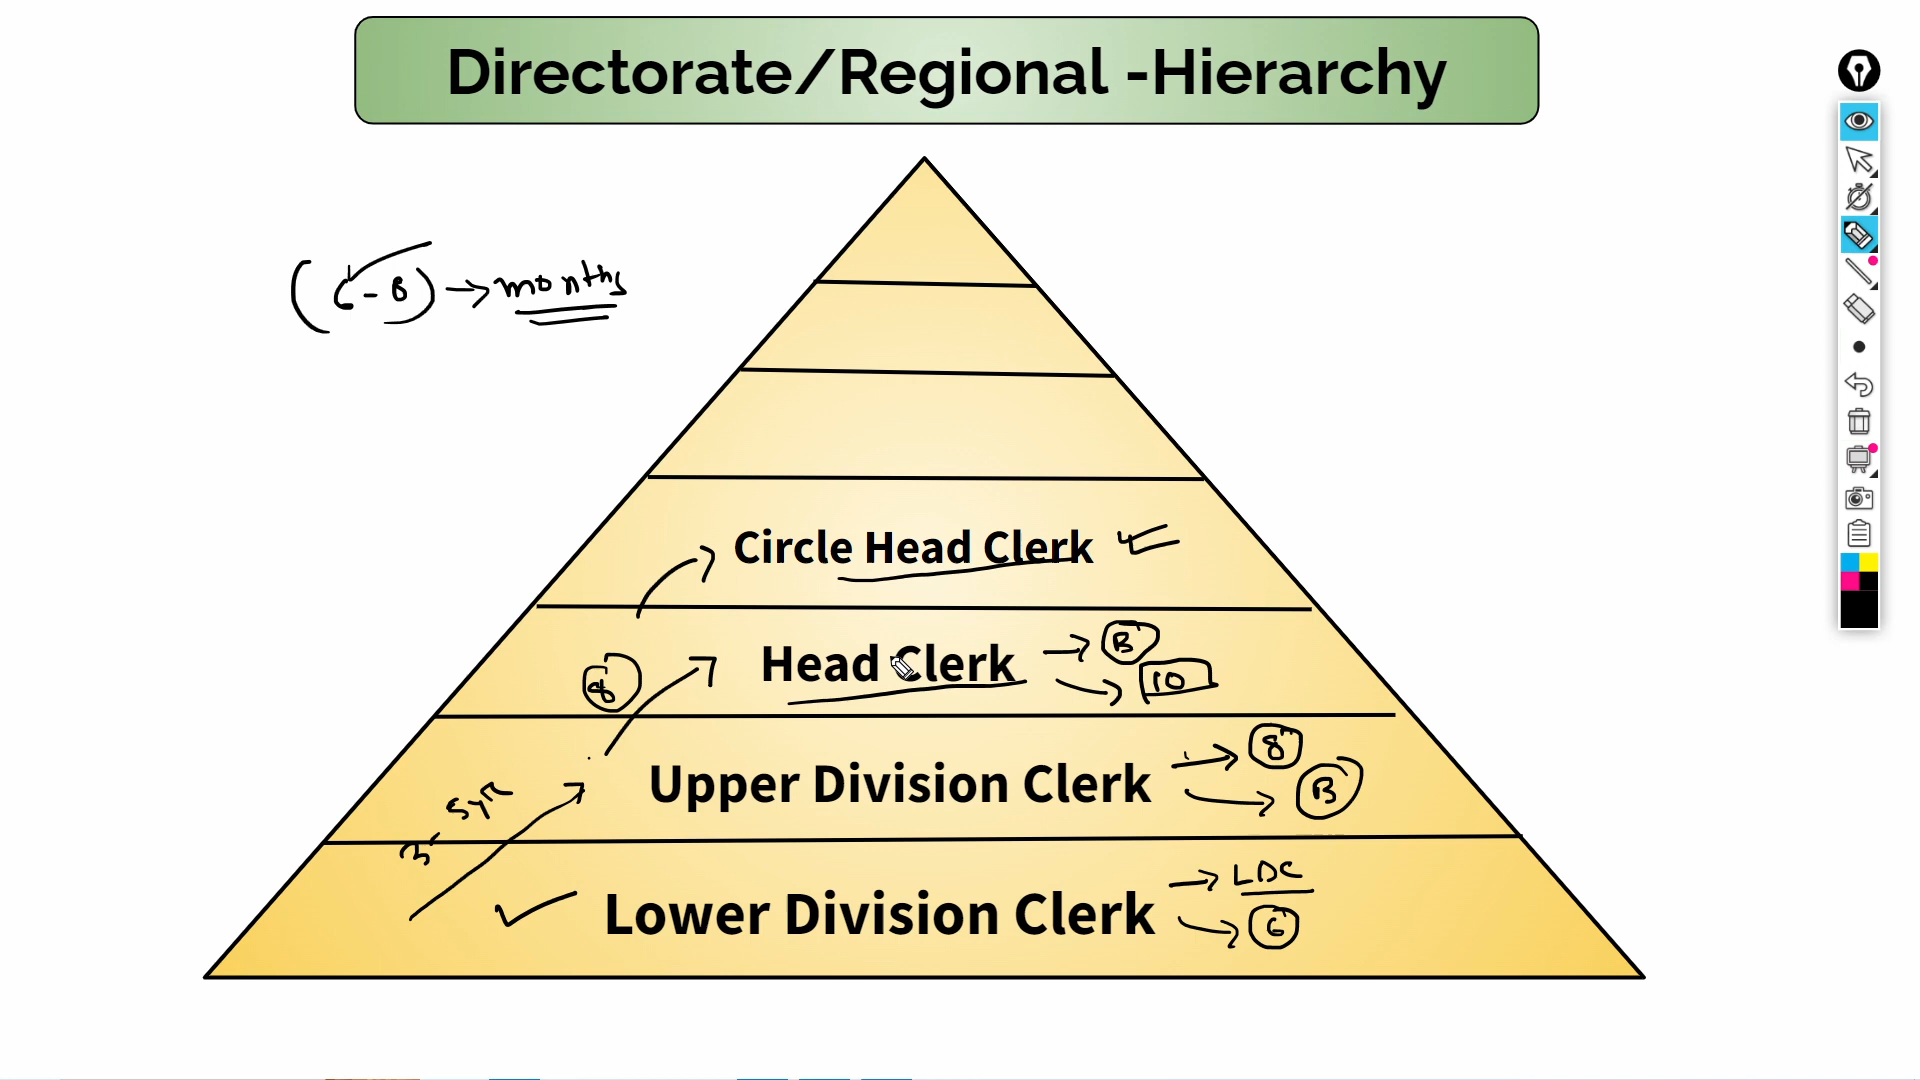 Directorate/Regional -Hierarchy
(6-8) → months
Circle Head Clerk
Head Clerk → B
8 → 10
5yr Upper Division Clerk → 8
→ B
3
Lower Division Clerk → LDC
→ 6